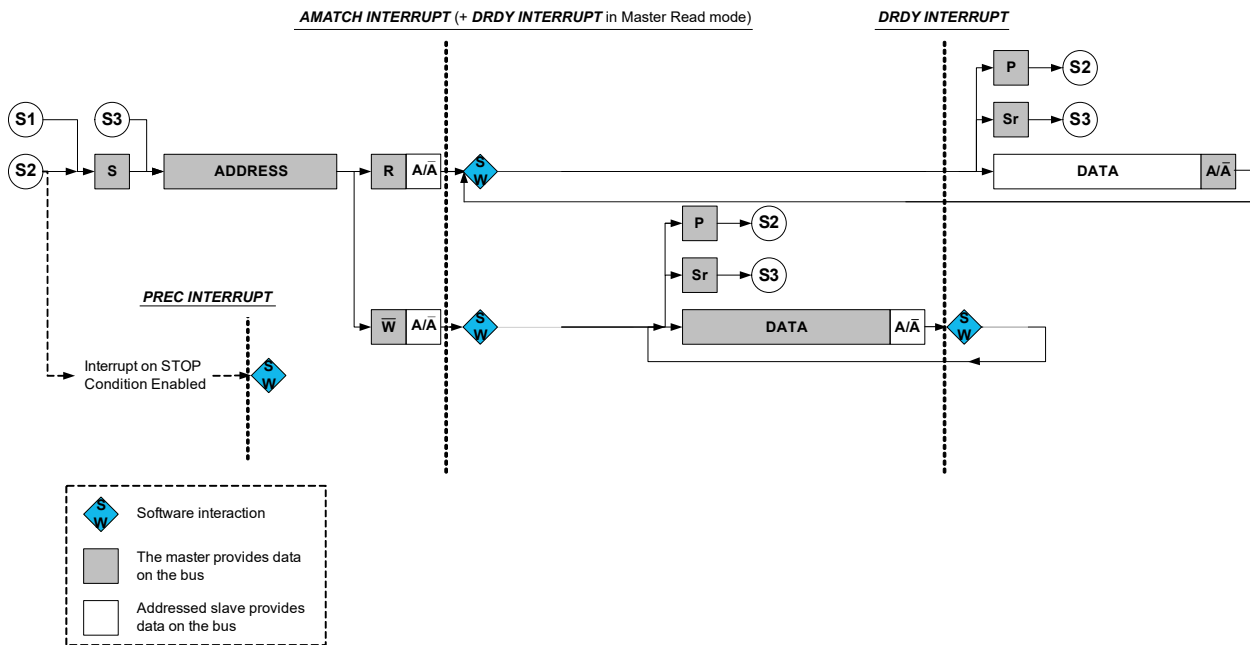 AMATCH INTERRUPT (+ DRDY INTERRUPT in Master Read mode)
DRDY INTERRUPT
P
S2
S1
S3
Sr
S3
S2
S
ADDRESS
R
A/A̅
S
W
DATA
A/A̅
P
S2
Sr
S3
PREC INTERRUPT
W̅
A/A̅
S
W
DATA
A/A̅
S
W
Interrupt on STOP
Condition Enabled
S
W
S
W
Software interaction
The master provides data
on the bus
Addressed slave provides
data on the bus